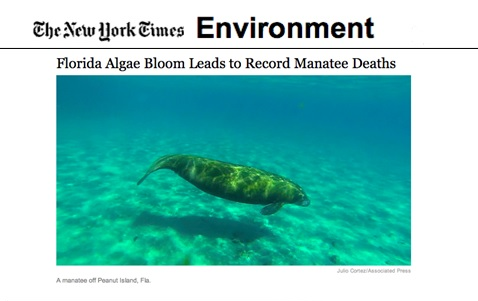 The New York Times Environment
Florida Algae Bloom Leads to Record Manatee Deaths
Julio Cortez/Associated Press
A manatee off Peanut Island, Fla.